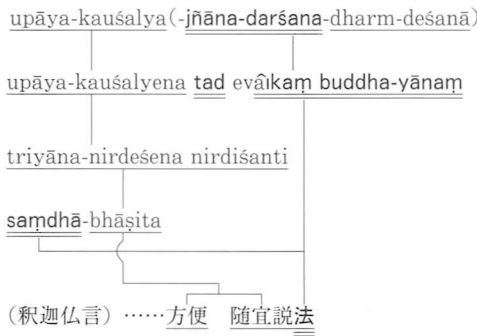 upāya-kauśalya(-jñāna-darśana-dharm-deśanā)
upāya-kauśalyena tad evâıkaṃ buddha-yānaṃ
triyāna-nirdeśena nirdiśanti
saṃdhā-bhāṣita
(釈迦仏言) ……方便 随宜説法